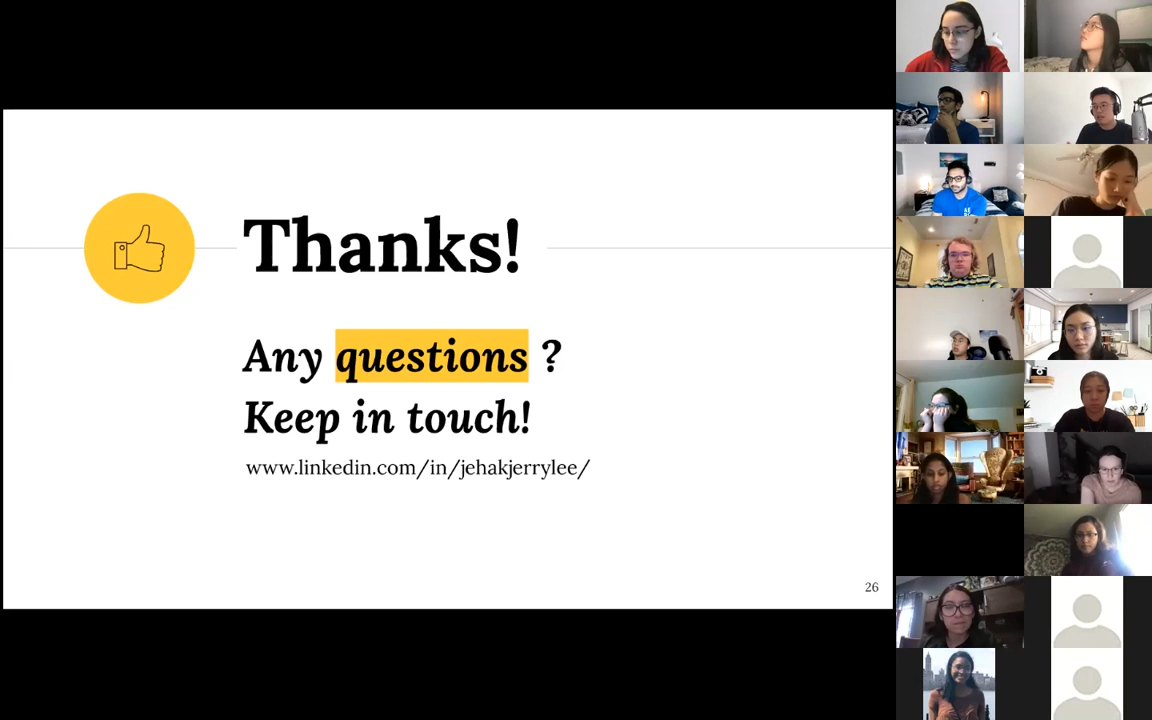 Thanks!
Any questions ?
Keep in touch!
www.linkedin.com/in/jehakjerrylee/
26